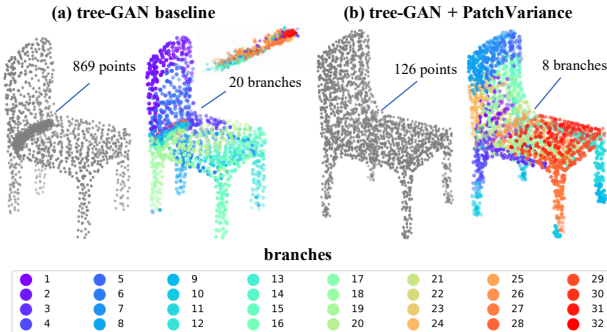 (a) tree-GAN baseline
(b) tree-GAN + PatchVariance
869 points
20 branches
126 points
8 branches
branches
1 5 9 13 17 21 25 29
2 6 10 14 18 22 26 30
3 7 11 15 19 23 27 31
4 8 12 16 20 24 28 32